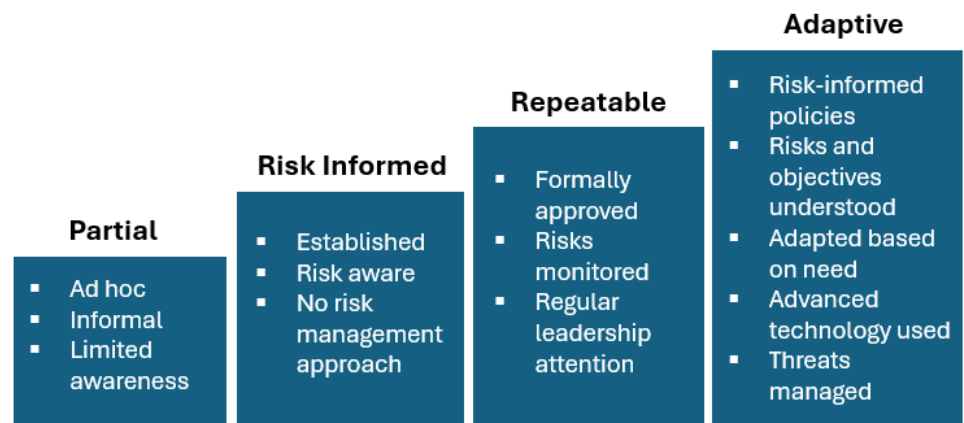 Partial
▪ Ad hoc
▪ Informal
▪ Limited
awareness
Risk Informed
▪ Established
▪ Risk aware
▪ No risk
management
approach
Repeatable
▪ Formally
approved
▪ Risks
monitored
▪ Regular
leadership
attention
Adaptive
▪ Risk-informed
policies
▪ Risks and
objectives
understood
▪ Adapted based
on need
▪ Advanced
technology used
▪ Threats
managed